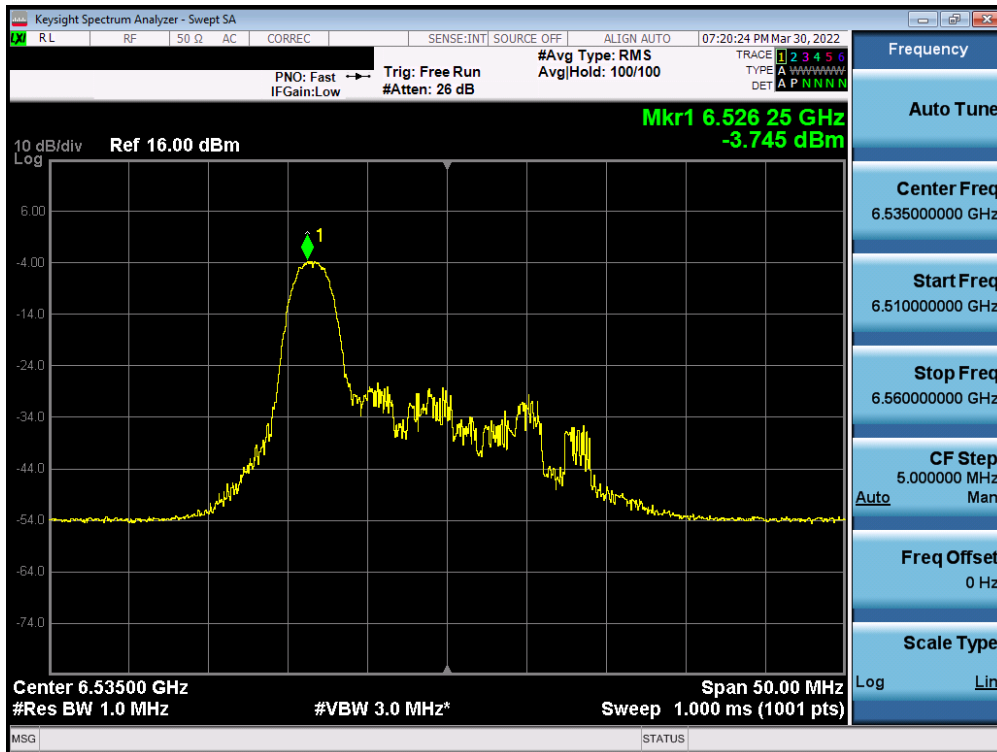 Keysight Spectrum Analyzer - Swept SA
LXI RL RF 50 Ω AC CORREC SENSE:INT SOURCE OFF ALIGN AUTO 07:20:24 PM Mar 30, 2022
PNO: Fast
IFGain:Low
Trig: Free Run
#Atten: 26 dB
#Avg Type: RMS
Avg|Hold: 100/100
TRACE 1 2 3 4 5 6
TYPE A WWWWW
DET A P N N N N
Mkr1 6.526 25 GHz
-3.745 dBm
10 dB/div Ref 16.00 dBm
Log
6.00
-4.00
-14.0
-24.0
-34.0
-44.0
-54.0
-64.0
-74.0
1
Center 6.53500 GHz Span 50.00 MHz
#Res BW 1.0 MHz #VBW 3.0 MHz* Sweep 1.000 ms (1001 pts)
MSG STATUS
Frequency
Auto Tune
Center Freq
6.535000000 GHz
Start Freq
6.510000000 GHz
Stop Freq
6.560000000 GHz
CF Step
5.000000 MHz
Auto Man
Freq Offset
0 Hz
Scale Type
Log Lin